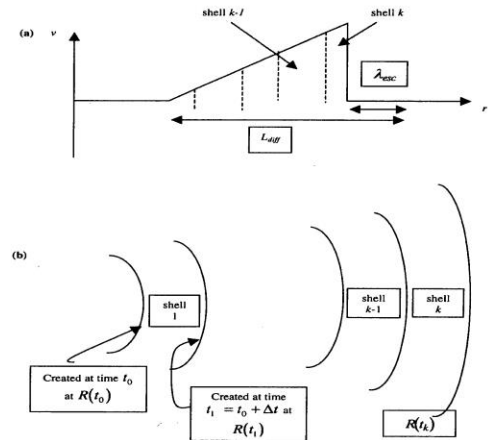 shell k-1
shell k
(a)
v
λesc
r
Ldiff
(b)
shell
1
shell
k-1
shell
k
Created at time t0
at R(t0)
Created at time
t1 = t0 + Δt at
R(t1)
R(tk)